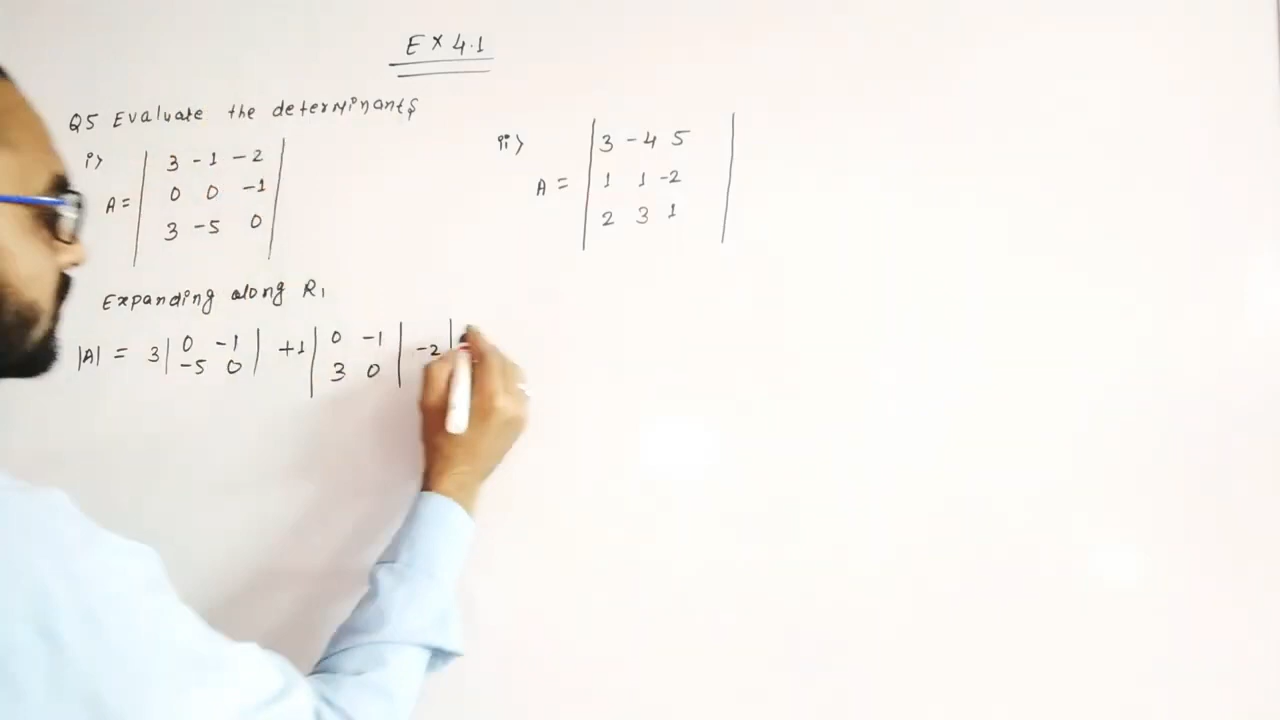 Ex 4.1
Q5 Evaluate the determinants
i>
A = | 3 -1 -2 |
| 0 0 -1 |
| 3 -5 0 |
ii>
A = | 3 -4 5 |
| 1 1 -2 |
| 2 3 1 |
Expanding along R1
|A| = 3 | 0 -1 | +1 | 0 -1 | -2 |
| -5 0 | | 3 0 |